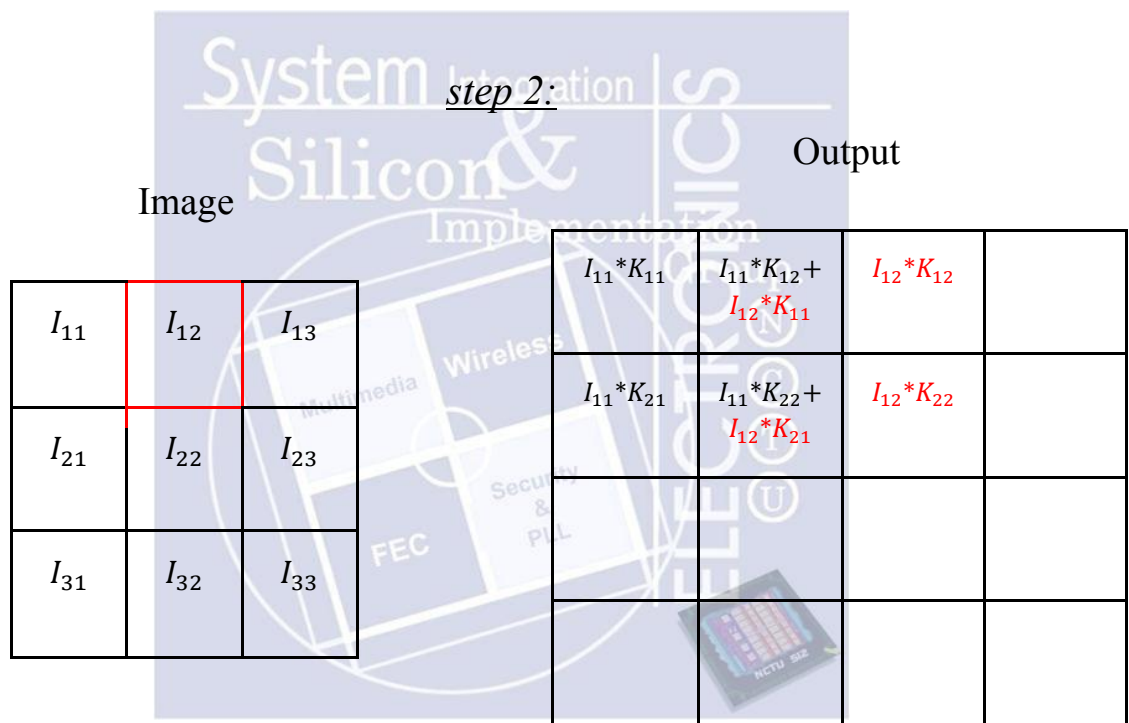 System Integration
step 2:
Silicon &
Implementation
ELECTRONICS
NCTU
Multimedia
Wireless
FEC
Security
&
PLL
NCTU SI2
Image
I₁₁ I₁₂ I₁₃
I₂₁ I₂₂ I₂₃
I₃₁ I₃₂ I₃₃
Output
I₁₁*K₁₁ I₁₁*K₁₂+ I₁₂*K₁₂
I₁₂*K₁₁
I₁₁*K₂₁ I₁₁*K₂₂+ I₁₂*K₂₂
I₁₂*K₂₁